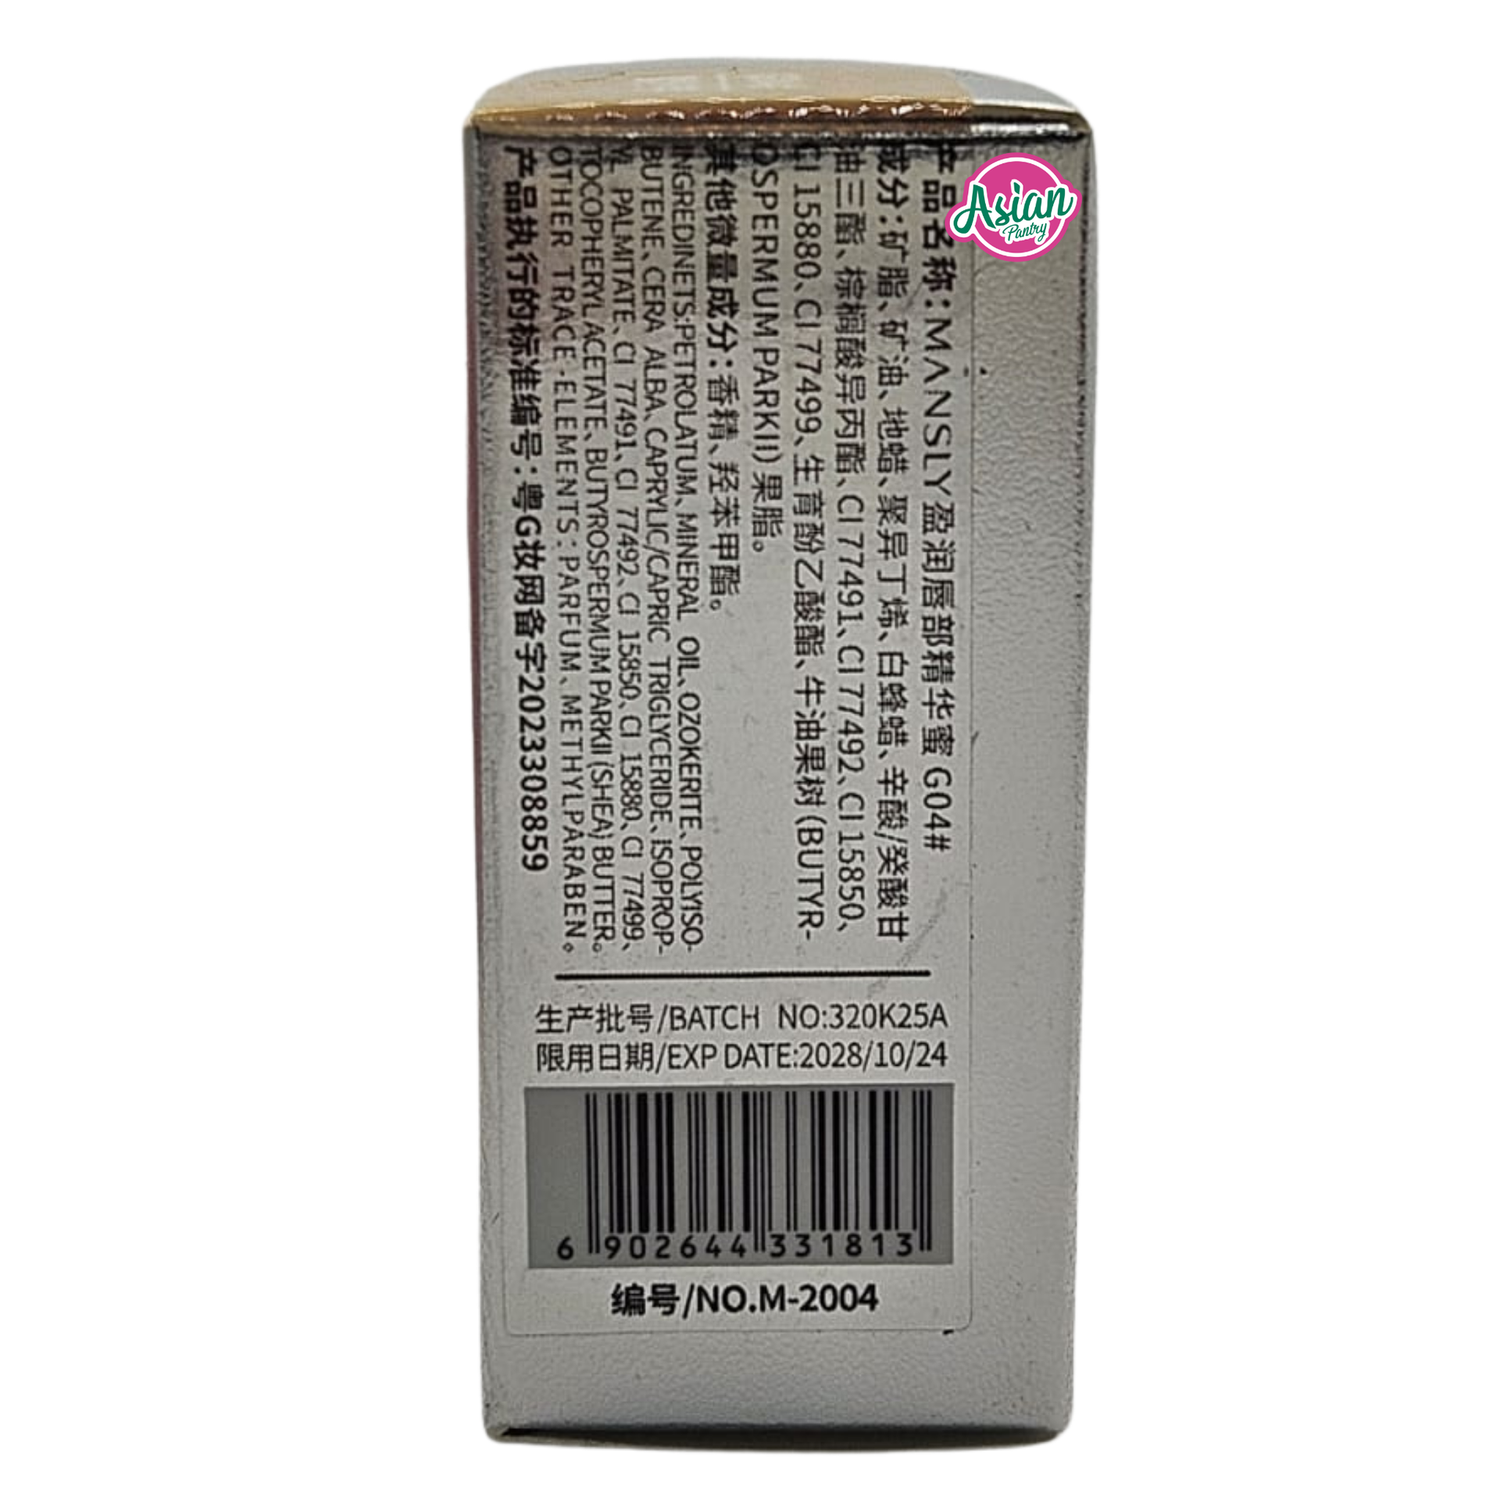 Asian
Pantry
产品名称：MANSLY盈润唇部精华蜜 G04#
成分：矿脂、矿油、地蜡、聚异丁烯、白蜂蜡、辛酸/癸酸甘
油三酯、棕榈酸异丙酯、CI 77491、CI 77492、CI 15850、
CI 15880、CI 77499、生育酚乙酸酯、牛油果树（BUTYR-
OSPERMUM PARKII）果脂。
其他微量成分：香精、羟苯甲酯。
INGREDINETS:PETROLATUM、MINERAL OIL、OZOKERITE、POLYISO-
BUTENE、CERA ALBA、CAPRYLIC/CAPRIC TRIGLYCERIDE、ISOPROP-
YL PALMITATE、CI 77491、CI 77492、CI 15850、CI 15880、CI 77499、
TOCOPHERYL ACETATE、BUTYROSPERMUM PARKII (SHEA) BUTTER。
OTHER TRACE-ELEMENTS：PARFUM、METHYLPARABEN。
产品执行的标准编号：粤G妆网备字2023308859
生产批号/BATCH NO:320K25A
限用日期/EXP DATE:2028/10/24
6 902644 331813
编号/NO.M-2004